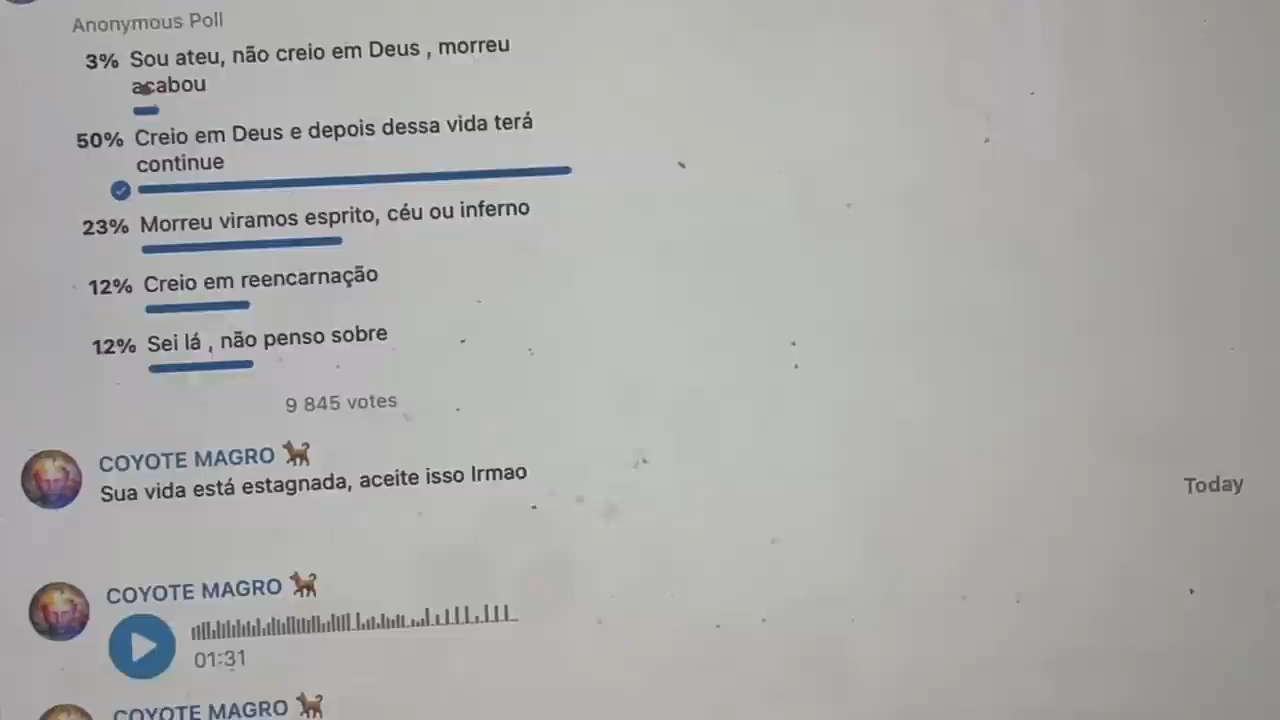 Anonymous Poll
3% Sou ateu, não creio em Deus , morreu
acabou
50% Creio em Deus e depois dessa vida terá
continue
23% Morreu viramos esprito, céu ou inferno
12% Creio em reencarnação
12% Sei lá , não penso sobre
9 845 votes
COYOTE MAGRO
Sua vida está estagnada, aceite isso Irmao
Today
COYOTE MAGRO
01:31
COYOTE MAGRO